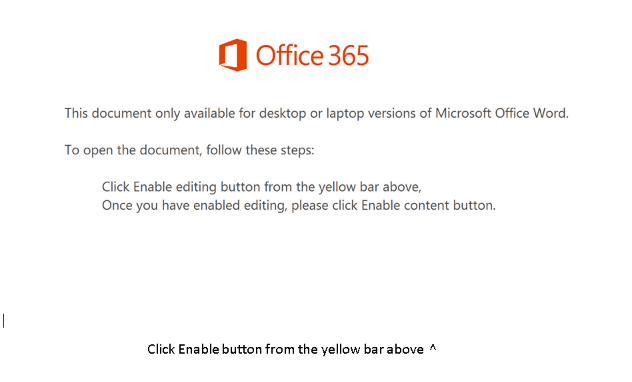 Office 365
This document only available for desktop or laptop versions of Microsoft Office Word.
To open the document, follow these steps:
Click Enable editing button from the yellow bar above,
Once you have enabled editing, please click Enable content button.
Click Enable button from the yellow bar above ^